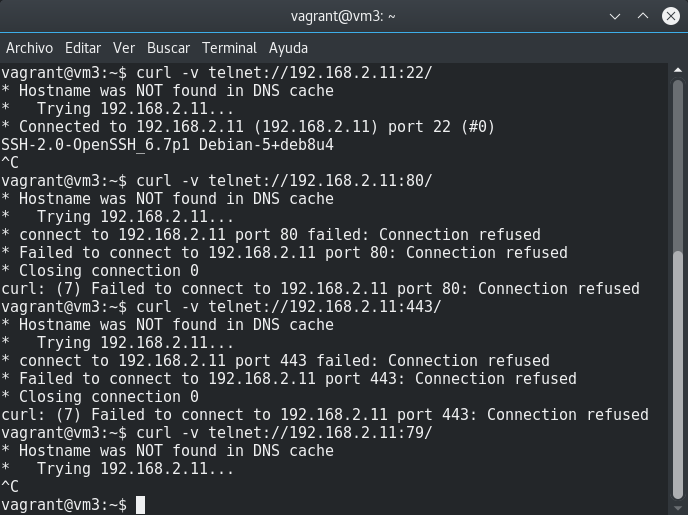 vagrant@vm3: ~
Archivo Editar Ver Buscar Terminal Ayuda
vagrant@vm3:~$ curl -v telnet://192.168.2.11:22/
* Hostname was NOT found in DNS cache
*   Trying 192.168.2.11...
* Connected to 192.168.2.11 (192.168.2.11) port 22 (#0)
SSH-2.0-OpenSSH_6.7p1 Debian-5+deb8u4
^C
vagrant@vm3:~$ curl -v telnet://192.168.2.11:80/
* Hostname was NOT found in DNS cache
*   Trying 192.168.2.11...
* connect to 192.168.2.11 port 80 failed: Connection refused
* Failed to connect to 192.168.2.11 port 80: Connection refused
* Closing connection 0
curl: (7) Failed to connect to 192.168.2.11 port 80: Connection refused
vagrant@vm3:~$ curl -v telnet://192.168.2.11:443/
* Hostname was NOT found in DNS cache
*   Trying 192.168.2.11...
* connect to 192.168.2.11 port 443 failed: Connection refused
* Failed to connect to 192.168.2.11 port 443: Connection refused
* Closing connection 0
curl: (7) Failed to connect to 192.168.2.11 port 443: Connection refused
vagrant@vm3:~$ curl -v telnet://192.168.2.11:79/
* Hostname was NOT found in DNS cache
*   Trying 192.168.2.11...
^C
vagrant@vm3:~$